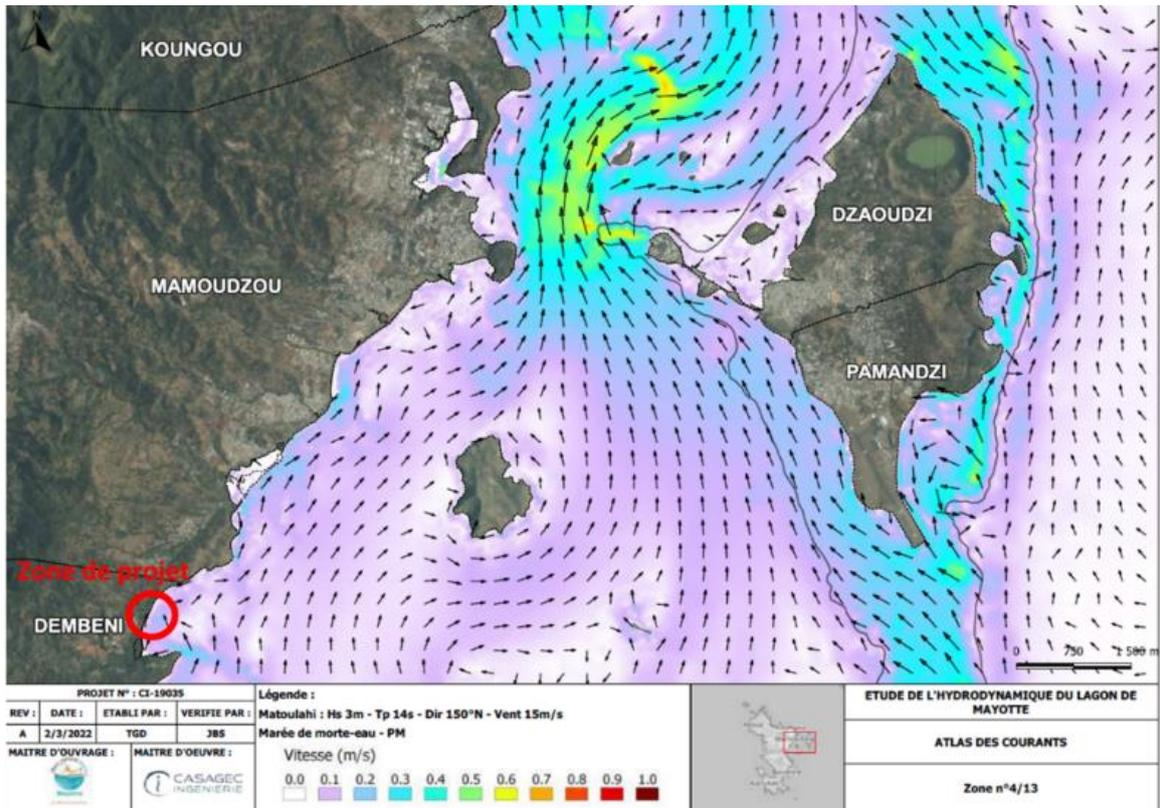 N
KOUNGOU
MAMOUDZOU
DZAOUDZI
PAMANDZI
Zone de projet
DEMBENI
0 750 1 500 m
PROJET N° : CI-19035
REV : DATE : ETABLI PAR : VERIFIE PAR :
A 2/3/2022 TGD JBS
MAITRE D'OUVRAGE : MAITRE D'OEUVRE :
CASAGEC
INGENIERIE
Légende :
Matoulahi : Hs 3m - Tp 14s - Dir 150°N - Vent 15m/s
Marée de morte-eau - PM
Vitesse (m/s)
0.0 0.1 0.2 0.3 0.4 0.5 0.6 0.7 0.8 0.9 1.0
ETUDE DE L'HYDRODYNAMIQUE DU LAGON DE
MAYOTTE
ATLAS DES COURANTS
Zone n°4/13